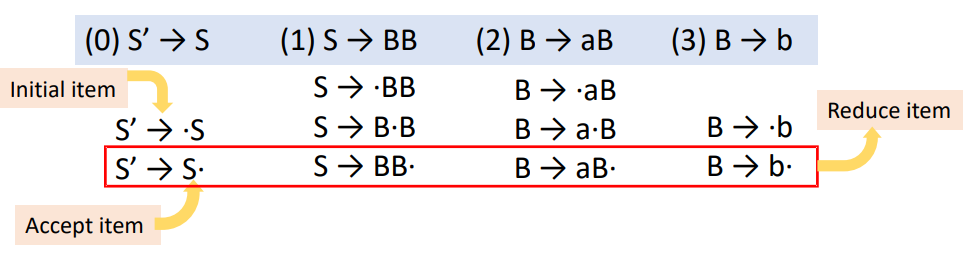 (0) S’ → S (1) S → BB (2) B → aB (3) B → b
Initial item
S → ·BB B → ·aB
Reduce item
S’ → ·S S → B·B B → a·B B → ·b
S’ → S· S → BB· B → aB· B → b·
Accept item